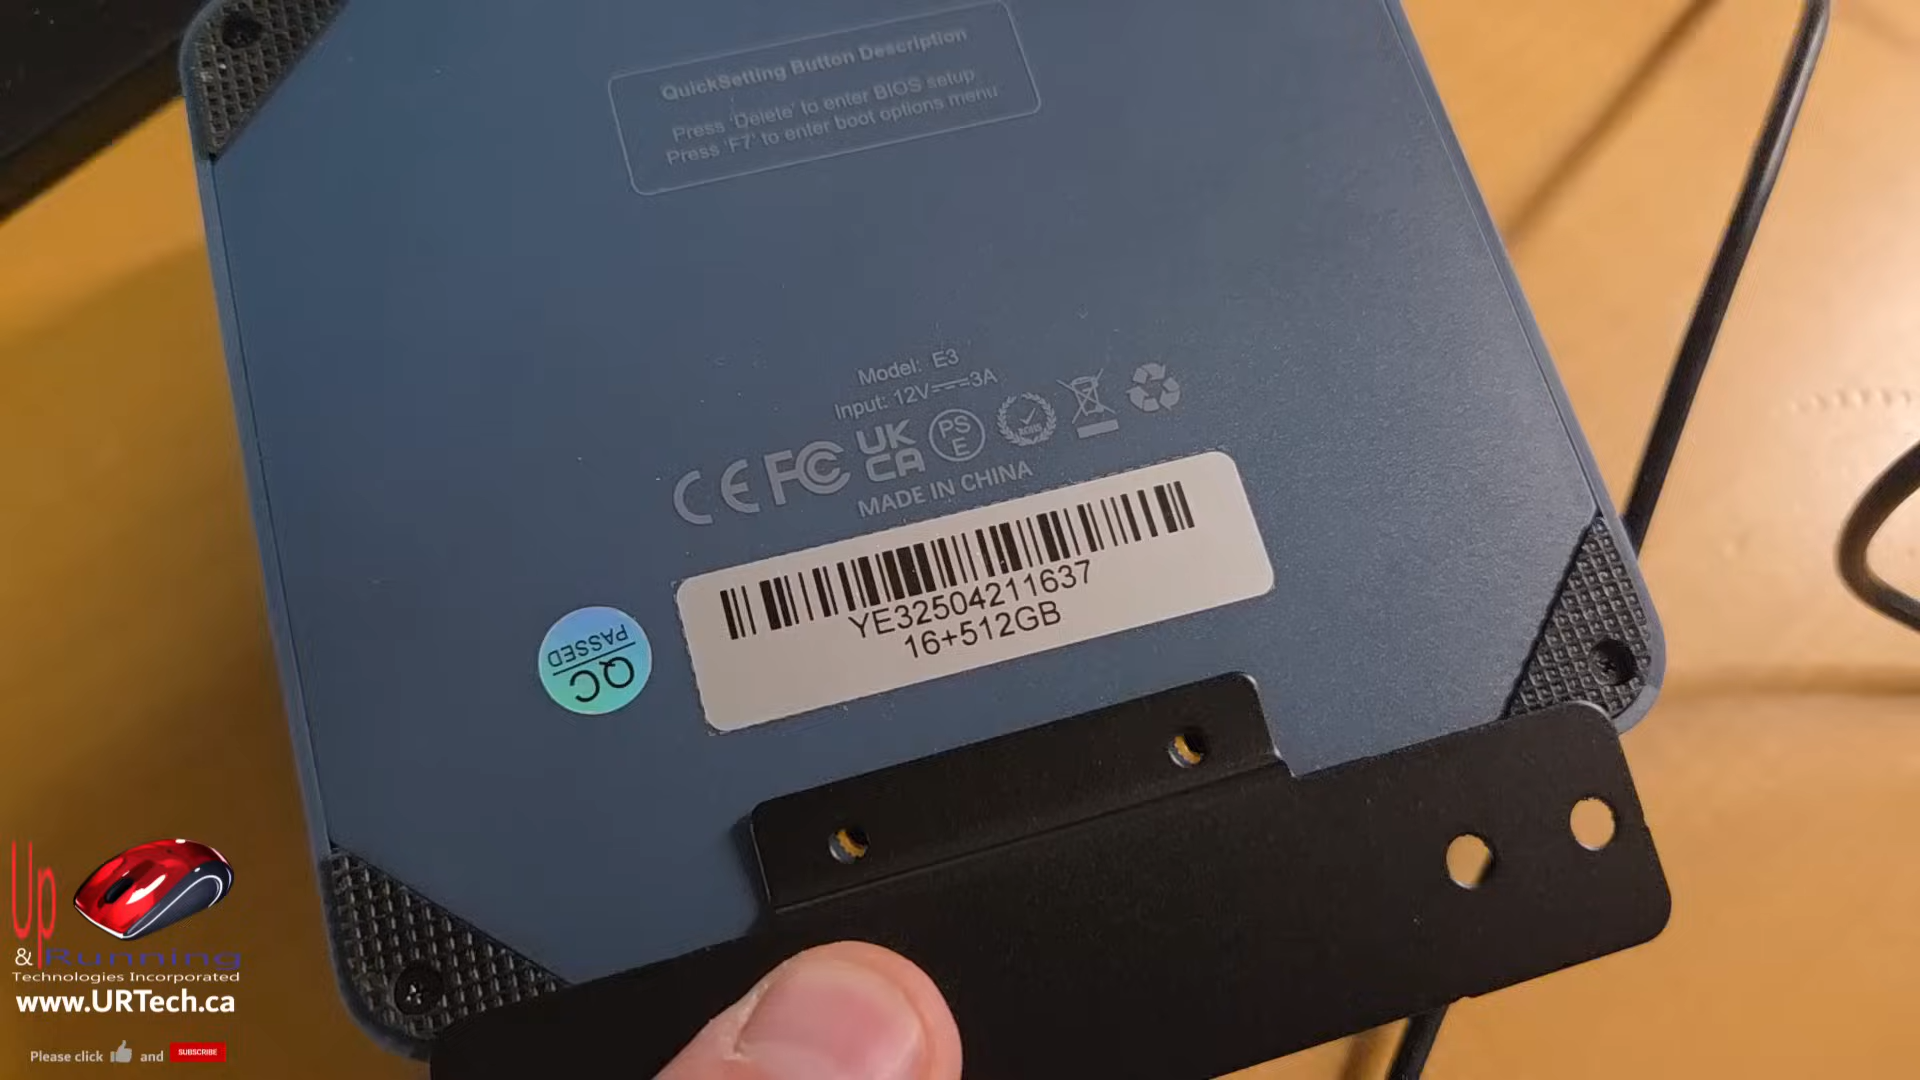 QuickSetting Button Description
Press 'Delete' to enter BIOS setup
Press 'F7' to enter boot options menu
Model: E3
Input: 12V⎓3A
CE FC UK
CA PS
E
RoHS
MADE IN CHINA
YE32504211637
16+512GB
QC
PASSED
Up
& Running
Technologies Incorporated
www.URTech.ca
Please click and SUBSCRIBE